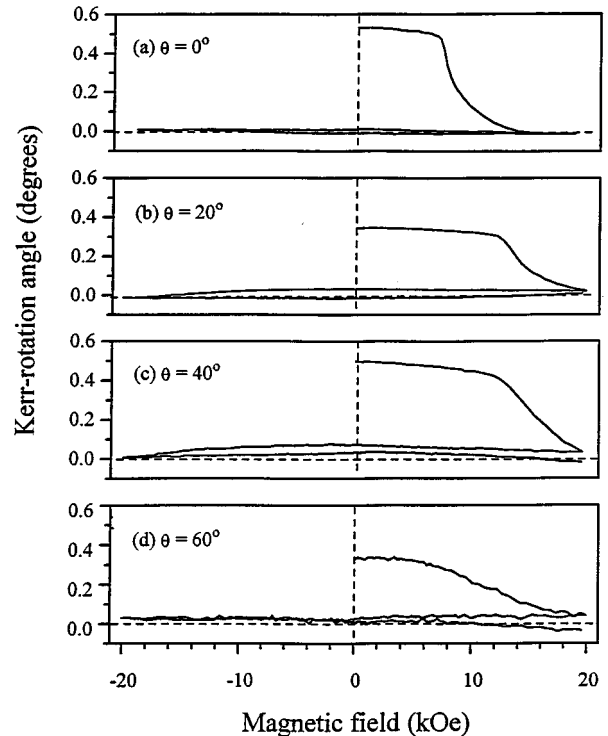 Kerr-rotation angle (degrees)
0.6
0.4
0.2
0.0
(a) θ = 0°
0.6
0.4
0.2
0.0
(b) θ = 20°
0.6
0.4
0.2
0.0
(c) θ = 40°
0.6
0.4
0.2
0.0
(d) θ = 60°
-20 -10 0 10 20
Magnetic field (kOe)